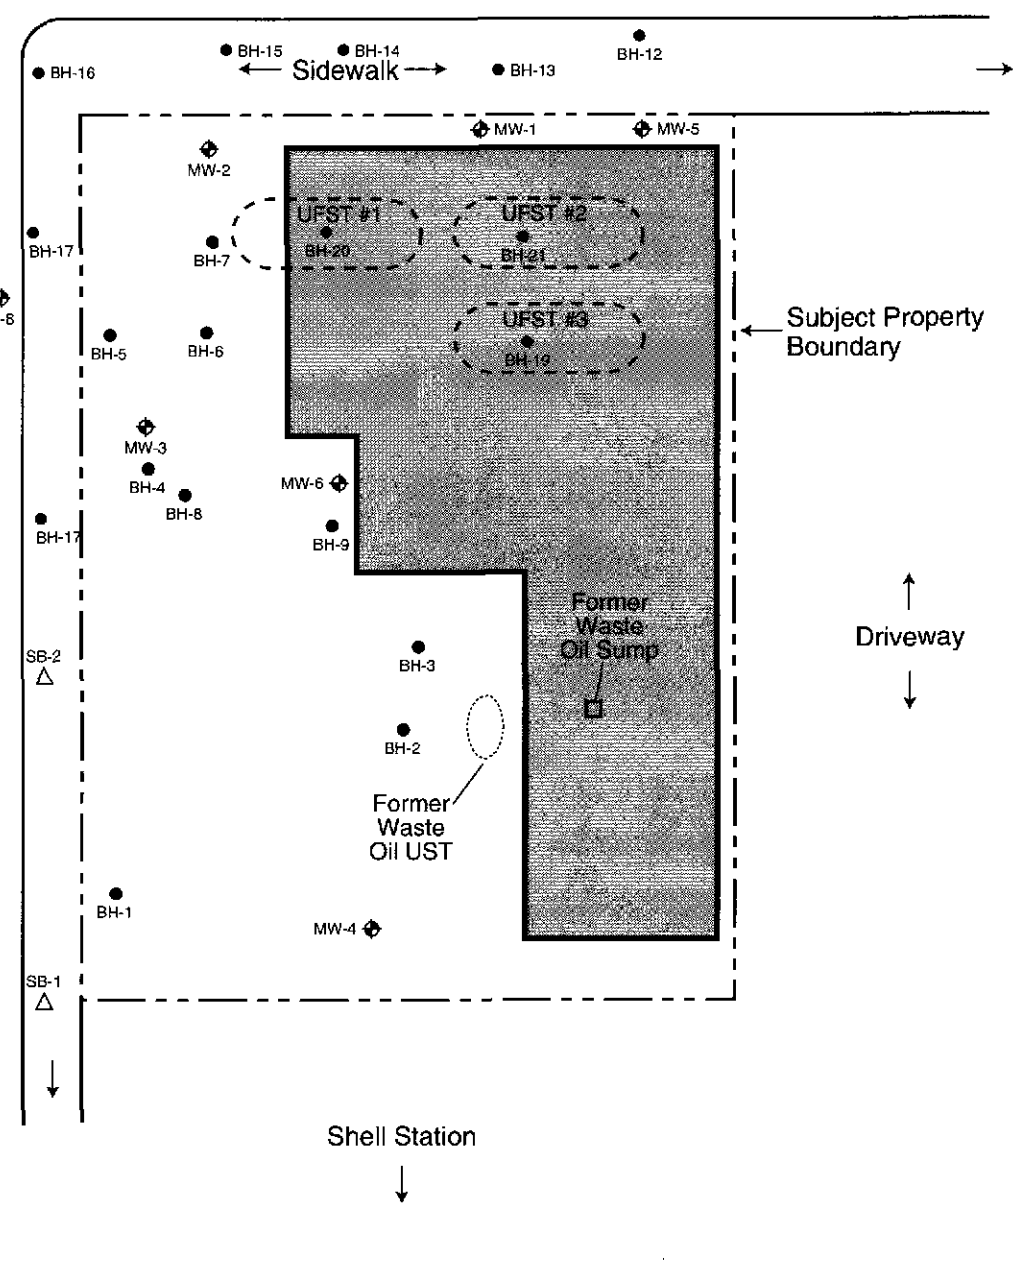 BH-15
BH-14
BH-12
BH-16
Sidewalk
BH-13
MW-1
MW-5
MW-2
UFST #1
UFST #2
BH-17
BH-7
BH-20
BH-21
-8
UFST #3
Subject Property
Boundary
BH-5
BH-6
BH-19
MW-3
BH-4
MW-6
BH-8
BH-17
BH-9
Former
Waste
Oil Sump
Driveway
SB-2
BH-3
BH-2
Former
Waste
Oil UST
BH-1
MW-4
SB-1
Shell Station